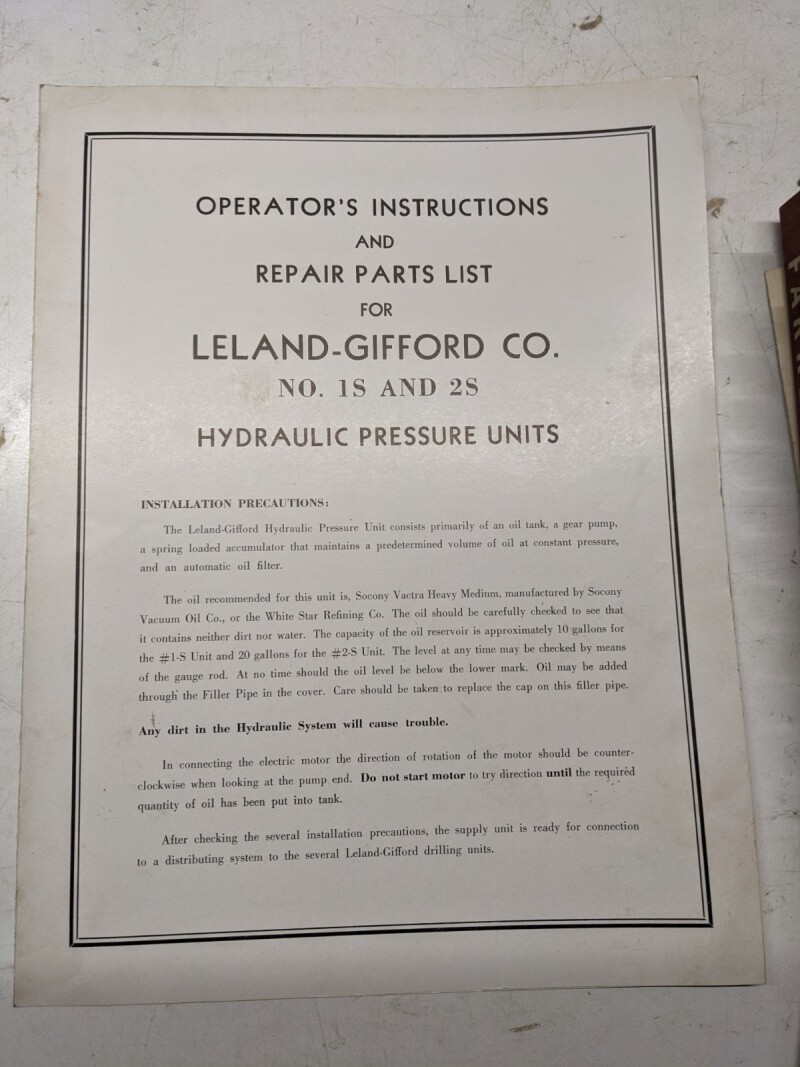 OPERATOR'S INSTRUCTIONS
AND
REPAIR PARTS LIST
FOR
LELAND-GIFFORD CO.
NO. 1S AND 2S
HYDRAULIC PRESSURE UNITS
INSTALLATION PRECAUTIONS:
The Leland-Gifford Hydraulic Pressure Unit consists primarily of an oil tank, a gear pump,
a spring loaded accumulator that maintains a predetermined volume of oil at constant pressure,
and an automatic oil filter.
The oil recommended for this unit is, Socony Vactra Heavy Medium, manufactured by Socony
Vacuum Oil Co., or the White Star Refining Co. The oil should be carefully checked to see that
it contains neither dirt nor water. The capacity of the oil reservoir is approximately 10 gallons for
the #1-S Unit and 20 gallons for the #2-S Unit. The level at any time may be checked by means
of the gauge rod. At no time should the oil level be below the lower mark. Oil may be added
through the Filler Pipe in the cover. Care should be taken to replace the cap on this filler pipe.
Any dirt in the Hydraulic System will cause trouble.
In connecting the electric motor the direction of rotation of the motor should be counter-
clockwise when looking at the pump end. Do not start motor to try direction until the required
quantity of oil has been put into tank.
After checking the several installation precautions, the supply unit is ready for connection
to a distributing system to the several Leland-Gifford drilling units.